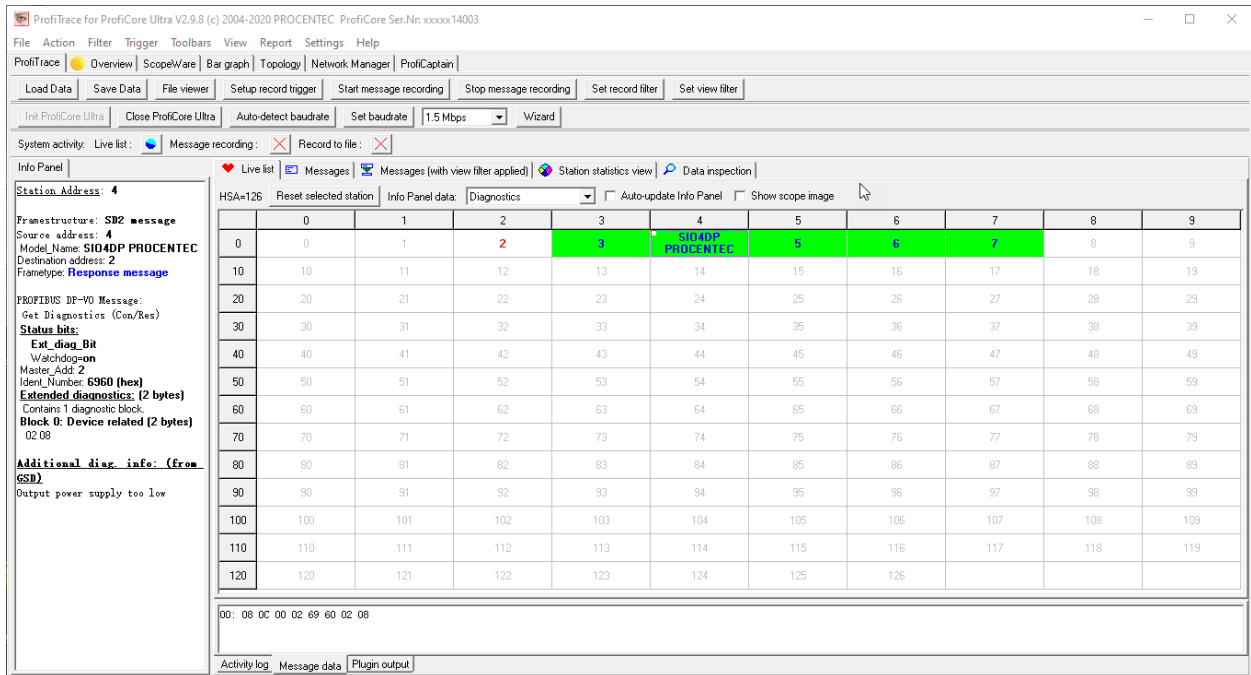 ProfiTrace for ProfiCore Ultra V2.9.8 (c) 2004-2020 PROCENTEC ProfiCore Ser.Nr: xxxxx14003
File Action Filter Trigger Toolbars View Report Settings Help
ProfiTrace Overview ScopeWare Bar graph Topology Network Manager ProfiCaptain
Load Data Save Data File viewer Setup record trigger Start message recording Stop message recording Set record filter Set view filter
Init ProfiCore Ultra Close ProfiCore Ultra Auto-detect baudrate Set baudrate 1.5 Mbps Wizard
System activity: Live list: Message recording: Record to file:
Info Panel
Station Address: 4
Framestructure: SD2 message
Source address: 4
Model_Name: SIO4DP PROCENTEC
Destination address: 2
Frametype: Response message
PROFIBUS DP-V0 Message:
Get Diagnostics (Con/Res)
Status bits:
Ext_diag_Bit
Watchdog=on
Master_Add: 2
Ident_Number: 6960 (hex)
Extended diagnostics: (2 bytes)
Contains 1 diagnostic block.
Block 0: Device related (2 bytes)
02 08
Additional diag. info: (from
GSD)
Output power supply too low
Live list Messages Messages (with view filter applied) Station statistics view Data inspection
HSA=126 Reset selected station Info Panel data: Diagnostics Auto-update Info Panel Show scope image
0 1 2 3 4 5 6 7 8 9
0 0 1 2 3 SIO4DP PROCENTEC 5 6 7 8 9
10 10 11 12 13 14 15 16 17 18 19
20 20 21 22 23 24 25 26 27 28 29
30 30 31 32 33 34 35 36 37 38 39
40 40 41 42 43 44 45 46 47 48 49
50 50 51 52 53 54 55 56 57 58 59
60 60 61 62 63 64 65 66 67 68 69
70 70 71 72 73 74 75 76 77 78 79
80 80 81 82 83 84 85 86 87 88 89
90 90 91 92 93 94 95 96 97 98 99
100 100 101 102 103 104 105 106 107 108 109
110 110 111 112 113 114 115 116 117 118 119
120 120 121 122 123 124 125 126
00: 08 0C 00 02 69 60 02 08
Activity log Message data Plugin output